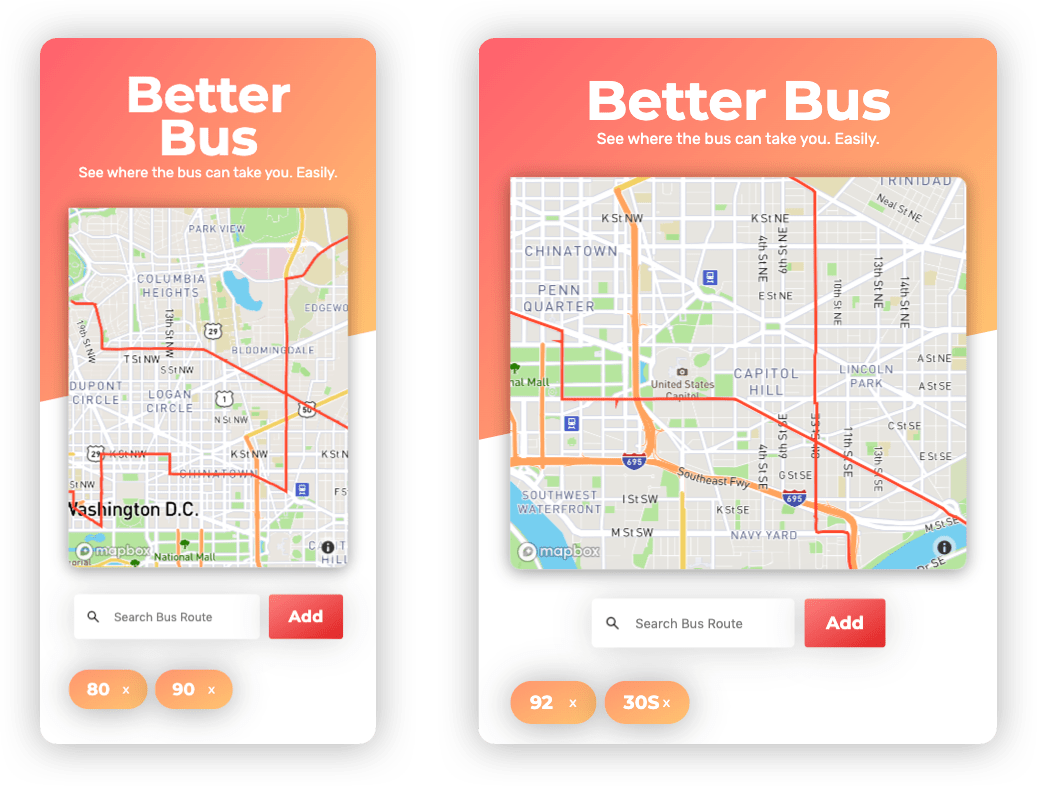 Better
Bus
See where the bus can take you. Easily.
PARK VIEW
COLUMBIA
HEIGHTS
EDGEWO
19th St NW
13th St NW
29
T St NW
S St NW
BLOOMINGDALE
DUPONT
CIRCLE
LOGAN
CIRCLE
1
50
N St NW
29
K St NW
K St NW
K St N
CHINATOWN
St NW
F S
Washington D.C.
mapbox
National Mall
Search Bus Route
Add
80 x
90 x
Better Bus
See where the bus can take you. Easily.
TRINIDAD
Neal St NE
K St NW
K St NE
CHINATOWN
4th St NE
6th St NE
PENN
QUARTER
E St NE
10th St NE
13th St NE
14th St NE
nal Mall
United States
Capitol
CAPITOL
HILL
LINCOLN
PARK
A St NE
A St SE
C St SE
4th St SE
11th St SE
13th St SE
E St SE
695
Southeast Fwy
G St SE
695
SOUTHWEST
WATERFRONT
I St SW
K St SE
M St SW
NAVY YARD
M St SE
Dr SE
mapbox
Search Bus Route
Add
92 x
30S x